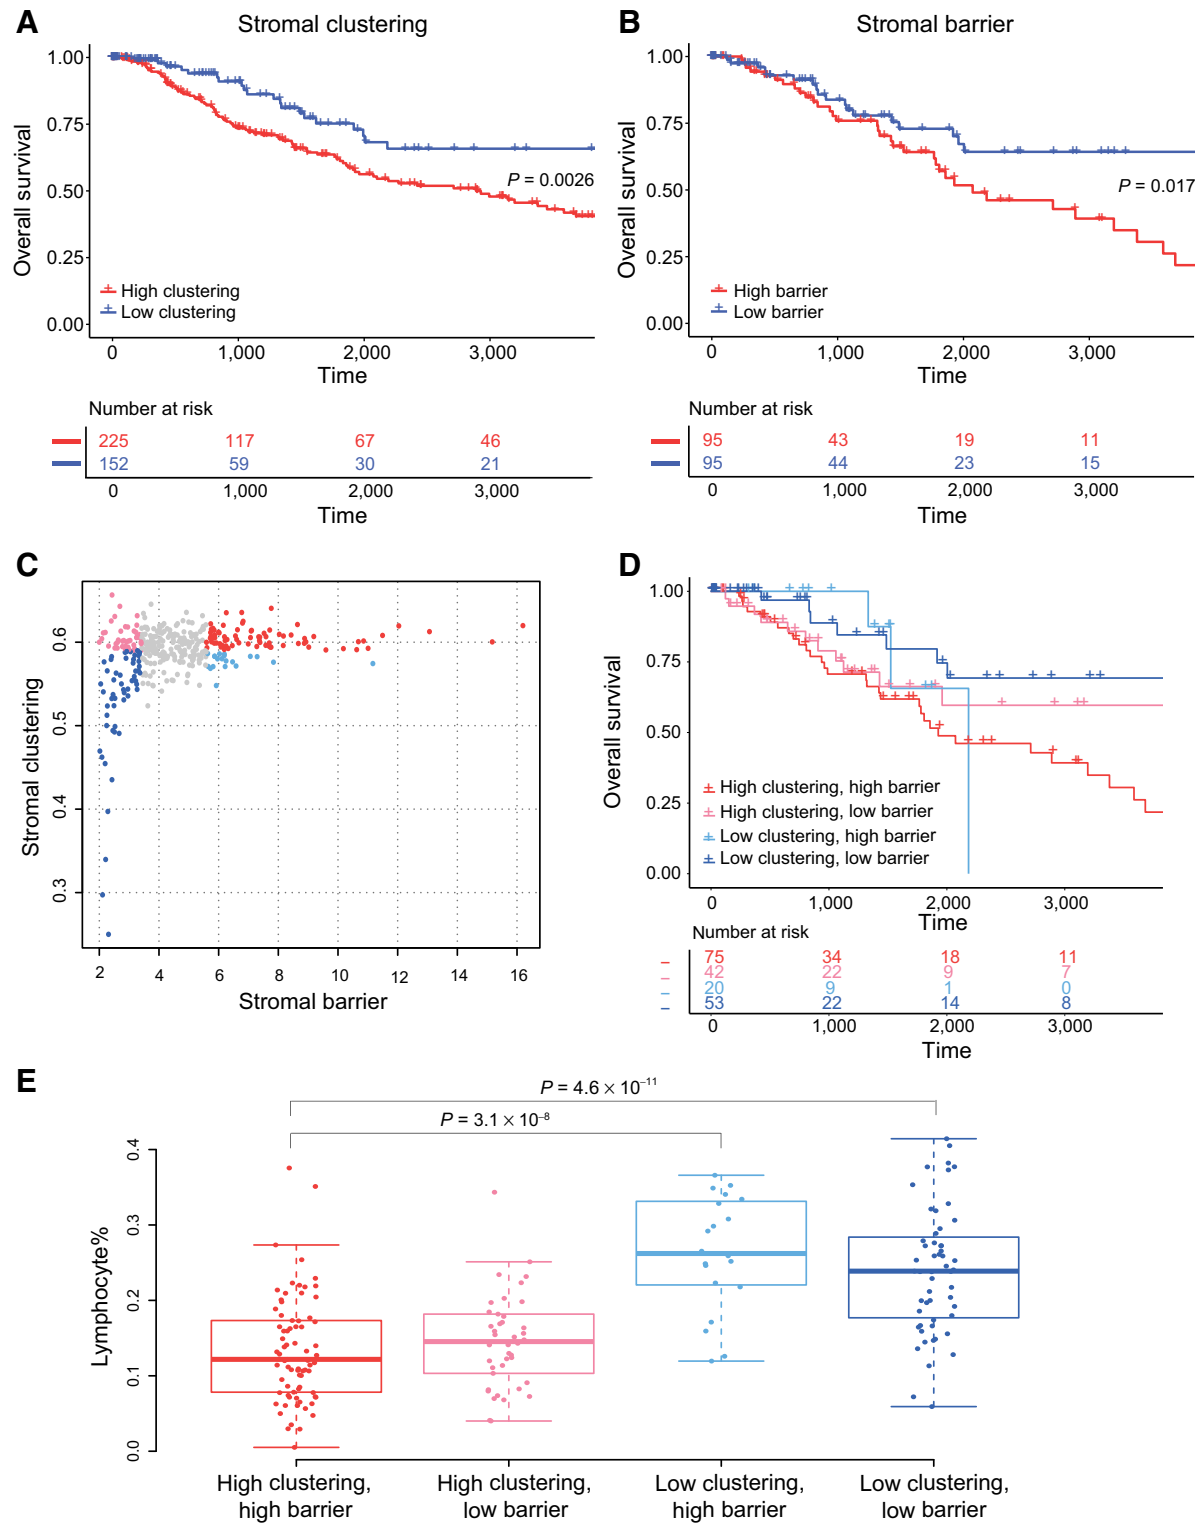 A
Stromal clustering
1.00
0.75
0.50
0.25
0.00
Overall survival
P = 0.0026
High clustering
Low clustering
0 1,000 2,000 3,000
Time
Number at risk
225 117 67 46
152 59 30 21
0 1,000 2,000 3,000
Time
B
Stromal barrier
1.00
0.75
0.50
0.25
0.00
Overall survival
P = 0.017
High barrier
Low barrier
0 1,000 2,000 3,000
Time
Number at risk
95 43 19 11
95 44 23 15
0 1,000 2,000 3,000
Time
C
0.6
0.5
0.4
0.3
Stromal clustering
2 4 6 8 10 12 14 16
Stromal barrier
D
1.00
0.75
0.50
0.25
0.00
Overall survival
High clustering, high barrier
High clustering, low barrier
Low clustering, high barrier
Low clustering, low barrier
0 1,000 2,000 3,000
Time
Number at risk
75 34 18 11
42 22 9 7
20 9 1 0
53 22 14 8
0 1,000 2,000 3,000
Time
E
P = 4.6 × 10⁻¹¹
P = 3.1 × 10⁻⁸
0.4
0.3
0.2
0.1
0.0
Lymphocyte%
High clustering,
high barrier
High clustering,
low barrier
Low clustering,
high barrier
Low clustering,
low barrier